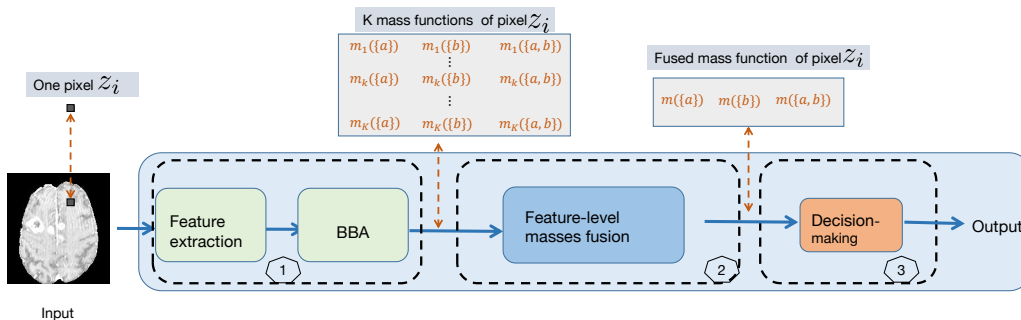 K mass functions of pixel z_i
m_1({a}) m_1({b}) m_1({a, b})
⋮
m_k({a}) m_k({b}) m_k({a, b})
⋮
m_K({a}) m_K({b}) m_K({a, b})
Fused mass function of pixel z_i
m({a}) m({b}) m({a, b})
One pixel z_i
Feature
extraction
BBA
1
Feature-level
masses fusion
2
Decision-
making
3
Output
Input